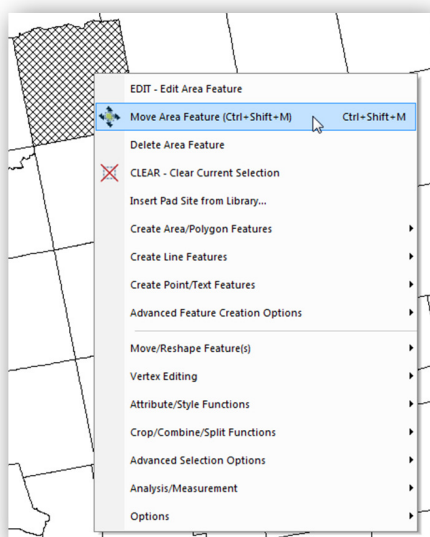 EDIT - Edit Area Feature
Move Area Feature (Ctrl+Shift+M) Ctrl+Shift+M
Delete Area Feature
CLEAR - Clear Current Selection
Insert Pad Site from Library...
Create Area/Polygon Features
Create Line Features
Create Point/Text Features
Advanced Feature Creation Options
Move/Reshape Feature(s)
Vertex Editing
Attribute/Style Functions
Crop/Combine/Split Functions
Advanced Selection Options
Analysis/Measurement
Options